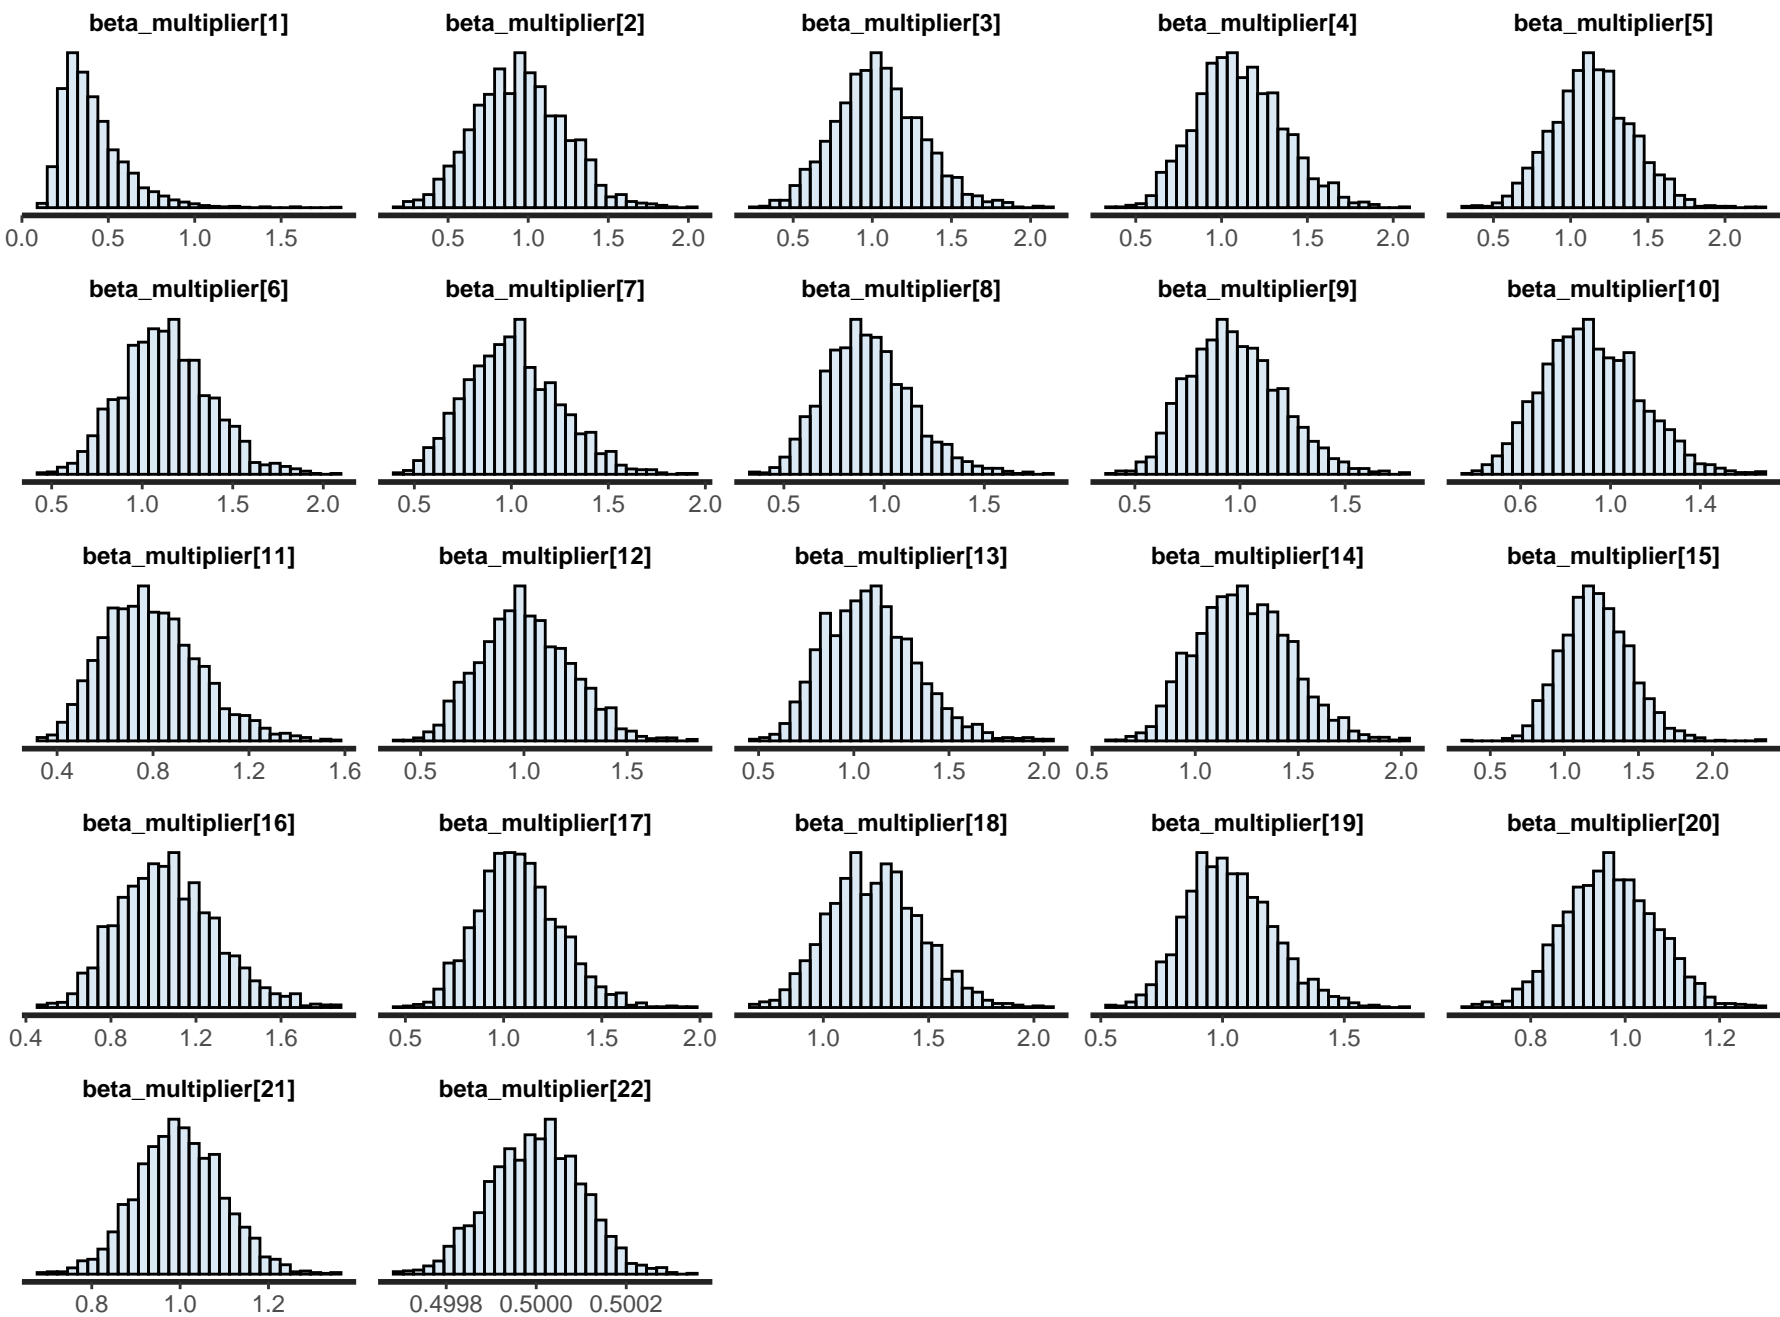 beta_multiplier[1] beta_multiplier[2] beta_multiplier[3] beta_multiplier[4] beta_multiplier[5]
0.0 0.5 1.0 1.5 0.5 1.0 1.5 2.0 0.5 1.0 1.5 2.0 0.5 1.0 1.5 2.0 0.5 1.0 1.5 2.0
beta_multiplier[6] beta_multiplier[7] beta_multiplier[8] beta_multiplier[9] beta_multiplier[10]
0.5 1.0 1.5 2.0 0.5 1.0 1.5 2.0 0.5 1.0 1.5 0.5 1.0 1.5 0.6 1.0 1.4
beta_multiplier[11] beta_multiplier[12] beta_multiplier[13] beta_multiplier[14] beta_multiplier[15]
0.4 0.8 1.2 1.6 0.5 1.0 1.5 0.5 1.0 1.5 2.0 0.5 1.0 1.5 2.0 0.5 1.0 1.5 2.0
beta_multiplier[16] beta_multiplier[17] beta_multiplier[18] beta_multiplier[19] beta_multiplier[20]
0.4 0.8 1.2 1.6 0.5 1.0 1.5 2.0 1.0 1.5 2.0 0.5 1.0 1.5 0.8 1.0 1.2
beta_multiplier[21] beta_multiplier[22]
0.8 1.0 1.2 0.4998 0.5000 0.5002